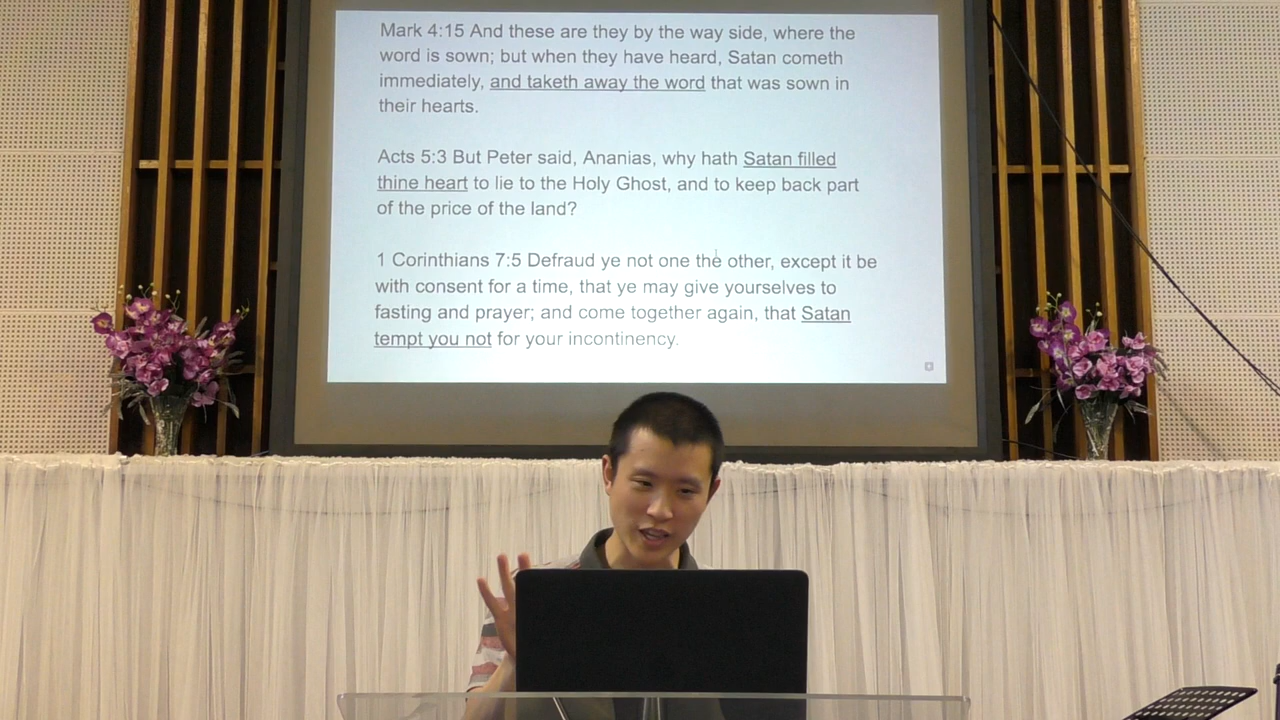 Mark 4:15 And these are they by the way side, where the
word is sown; but when they have heard, Satan cometh
immediately, and taketh away the word that was sown in
their hearts.
Acts 5:3 But Peter said, Ananias, why hath Satan filled
thine heart to lie to the Holy Ghost, and to keep back part
of the price of the land?
1 Corinthians 7:5 Defraud ye not one the other, except it be
with consent for a time, that ye may give yourselves to
fasting and prayer; and come together again, that Satan
tempt you not for your incontinency.